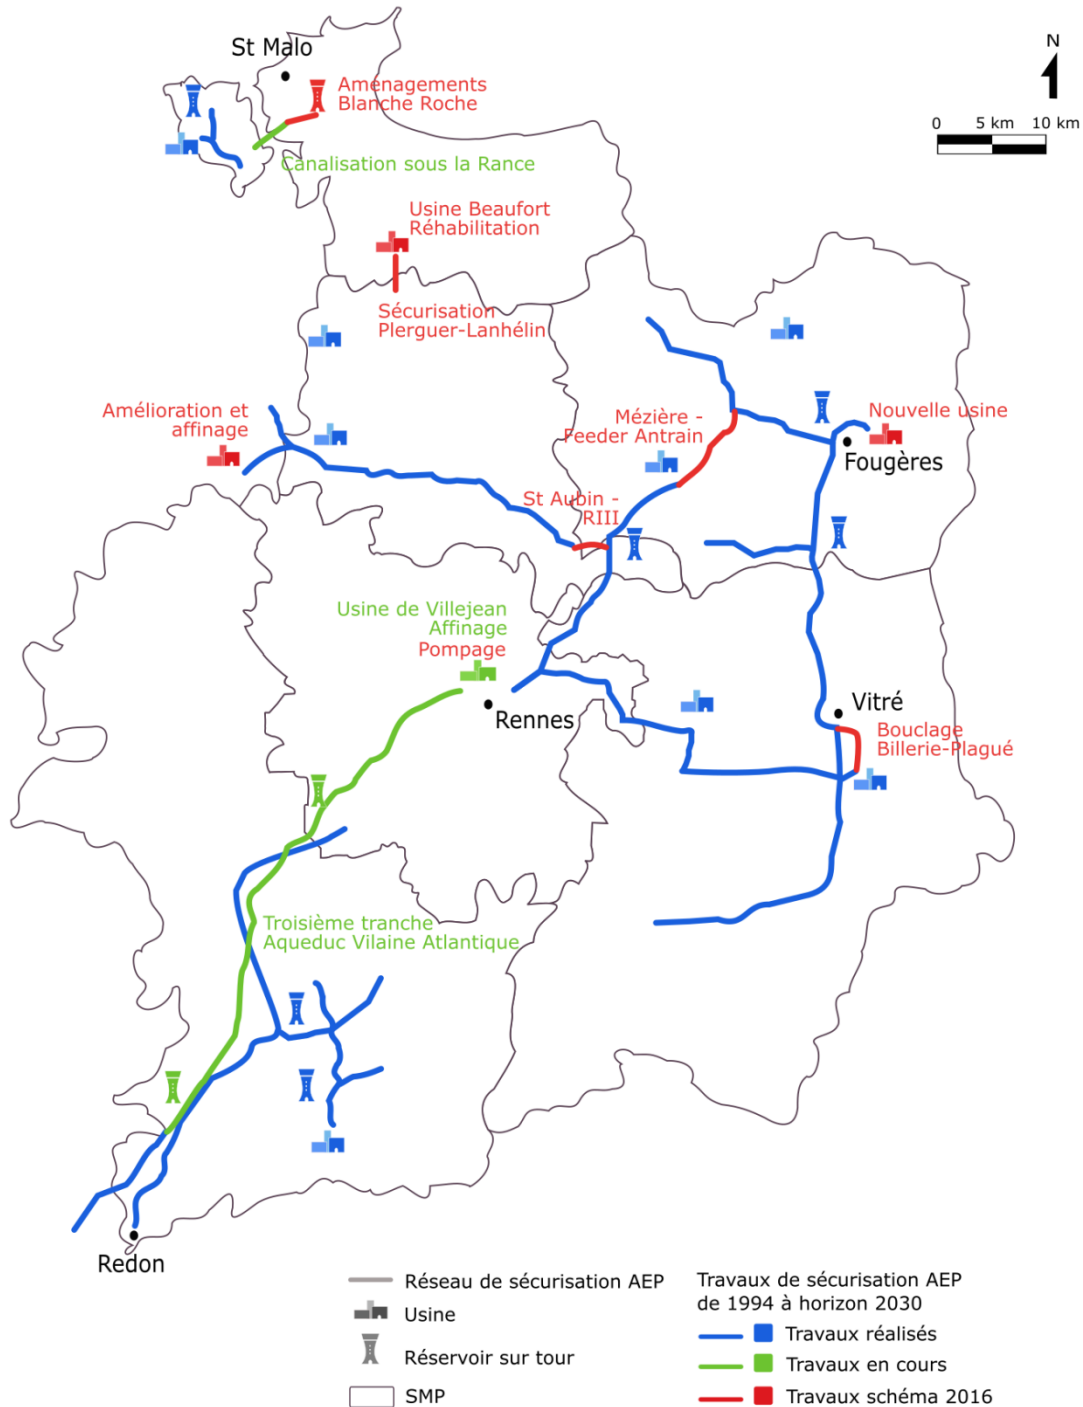 St Malo
N
Aménagements
Blanche Roche
0 5 km 10 km
Canalisation sous la Rance
Usine Beaufort
Réhabilitation
Sécurisation
Plerguer-Lanhélin
Amélioration et
affinage
Mézière -
Feeder Antrain
Nouvelle usine
Fougères
St Aubin -
RIII
Usine de Villejean
Affinage
Pompage
Rennes
Vitré
Bouclage
Billerie-Plagué
Troisième tranche
Aqueduc Vilaine Atlantique
Redon
Réseau de sécurisation AEP
Usine
Réservoir sur tour
SMP
Travaux de sécurisation AEP
de 1994 à horizon 2030
Travaux réalisés
Travaux en cours
Travaux schéma 2016